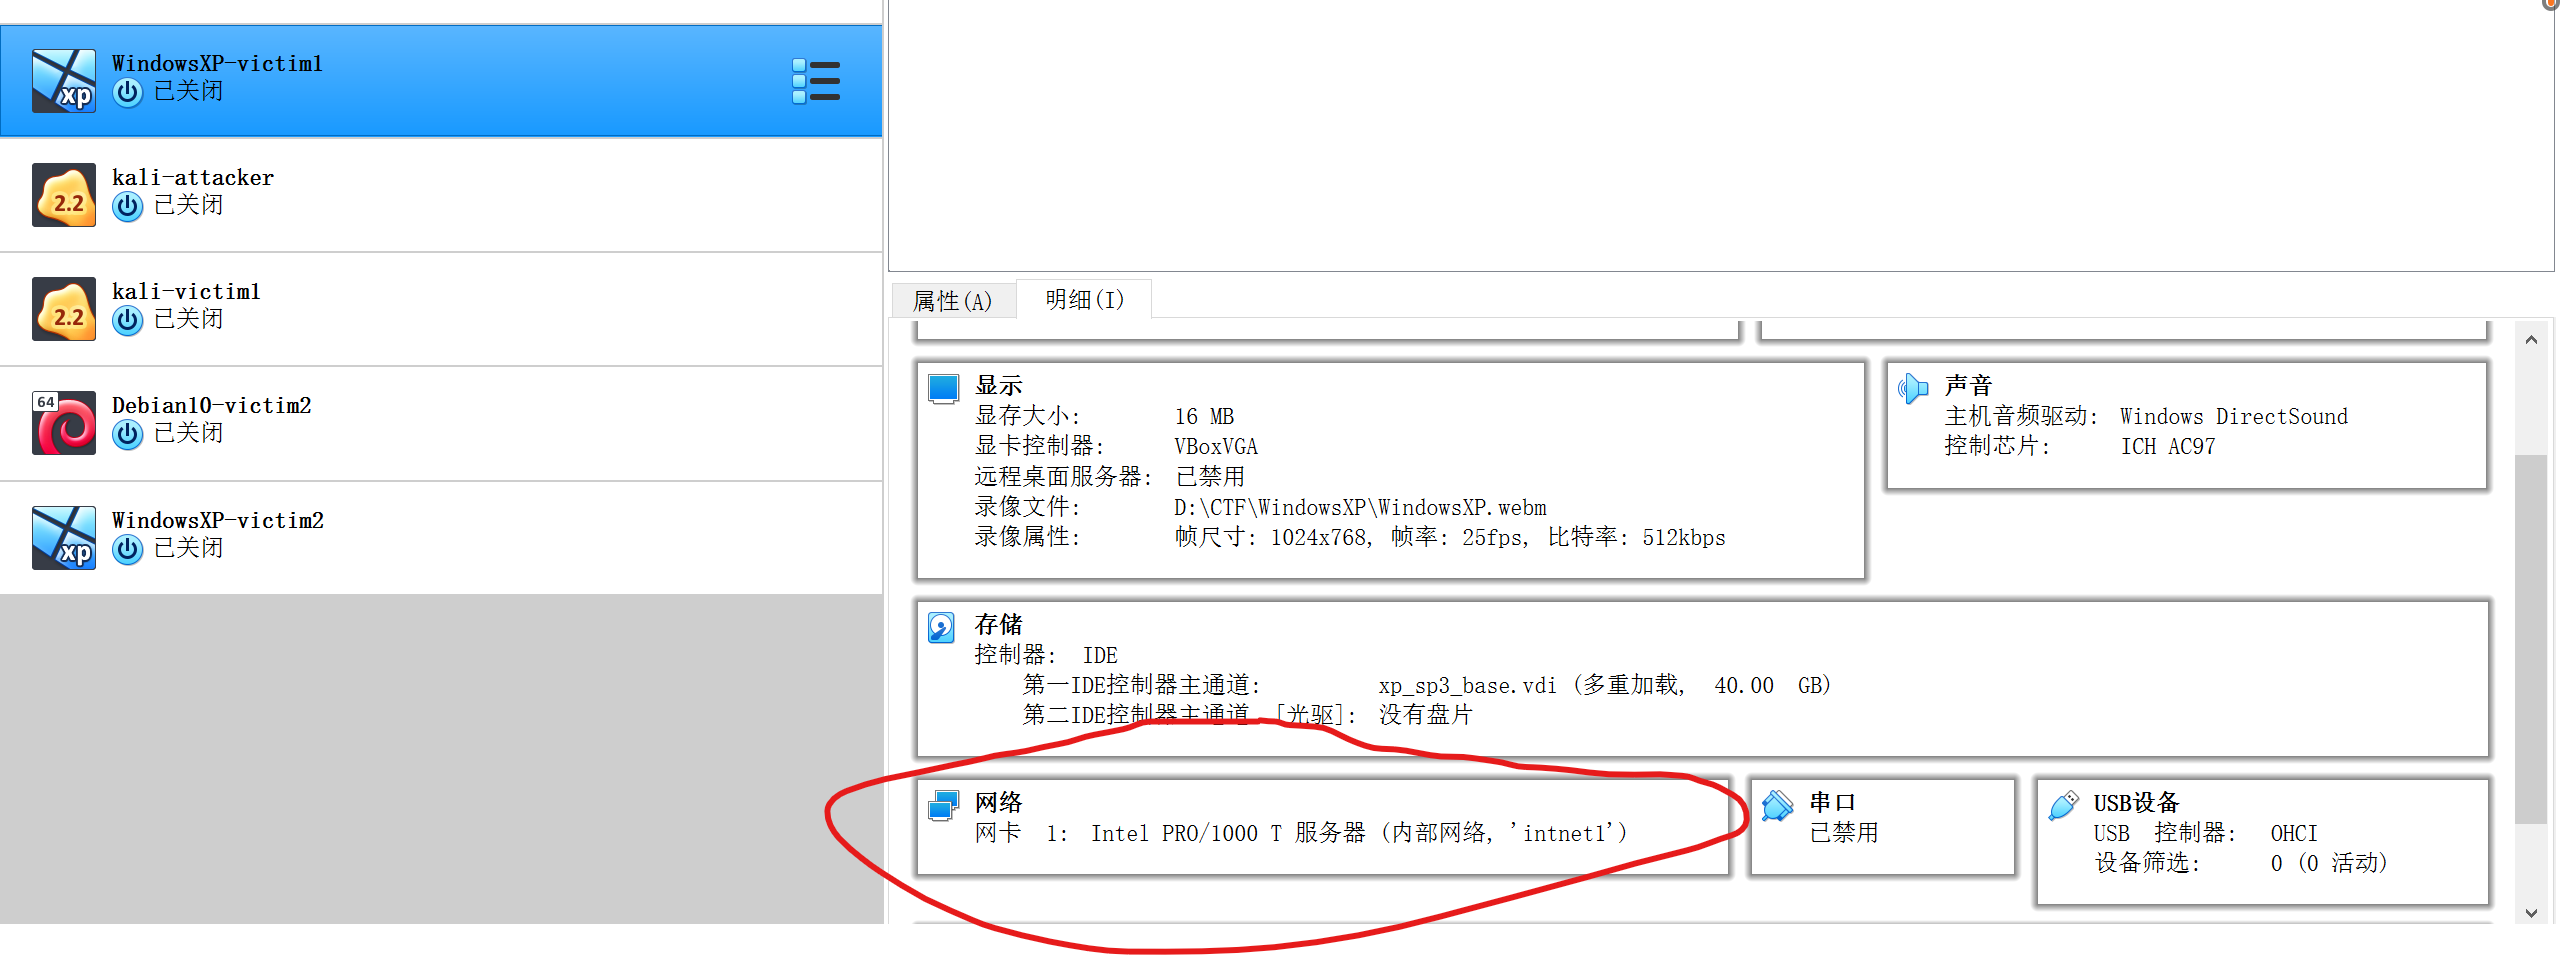 WindowsXP-victim1
已关闭
kali-attacker
2.2
已关闭
kali-victim1
2.2
已关闭
64
Debian10-victim2
已关闭
WindowsXP-victim2
已关闭
xp
xp
属性(A)
明细(I)
显示
显存大小: 16 MB
显卡控制器: VBoxVGA
远程桌面服务器: 已禁用
录像文件: D:\CTF\WindowsXP\WindowsXP.webm
录像属性: 帧尺寸: 1024x768, 帧率: 25fps, 比特率: 512kbps
声音
主机音频驱动: Windows DirectSound
控制芯片: ICH AC97
存储
控制器: IDE
第一IDE控制器主通道: xp_sp3_base.vdi (多重加载, 40.00 GB)
第二IDE控制器主通道 [光驱]: 没有盘片
网络
网卡 1: Intel PRO/1000 T 服务器 (内部网络, 'intnet1')
串口
已禁用
USB设备
USB 控制器: OHCI
设备筛选: 0 (0 活动)